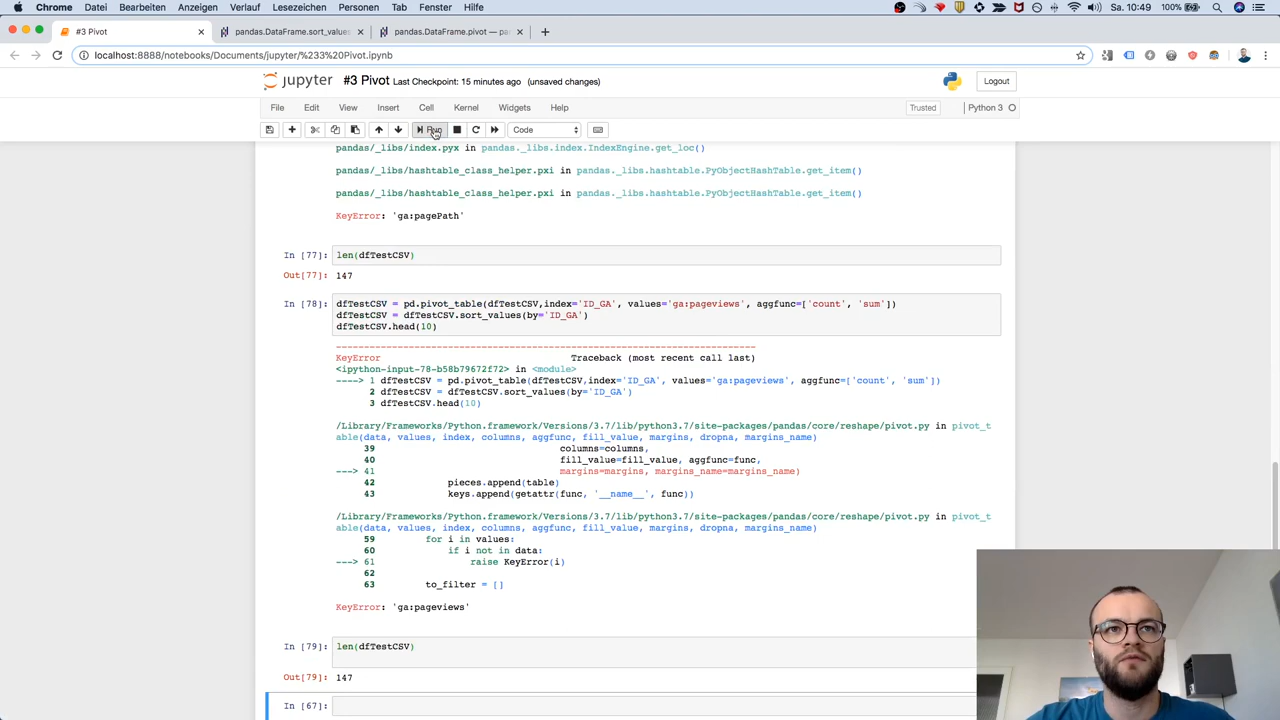 Chrome Datei Bearbeiten Anzeigen Verlauf Lesezeichen Personen Tab Fenster Hilfe Sa. 10:49 100%
#3 Pivot pandas.DataFrame.sort_values pandas.DataFrame.pivot — pa
localhost:8888/notebooks/Documents/jupyter/%233%20Pivot.ipynb
jupyter #3 Pivot Last Checkpoint: 15 minutes ago (unsaved changes) Logout
File Edit View Insert Cell Kernel Widgets Help Trusted Python 3
Run Code
pandas/_libs/index.pyx in pandas._libs.index.IndexEngine.get_loc()
pandas/_libs/hashtable_class_helper.pxi in pandas._libs.hashtable.PyObjectHashTable.get_item()
pandas/_libs/hashtable_class_helper.pxi in pandas._libs.hashtable.PyObjectHashTable.get_item()
KeyError: 'ga:pagePath'
In [77]: len(dfTestCSV)
Out[77]: 147
In [78]: dfTestCSV = pd.pivot_table(dfTestCSV,index='ID_GA', values='ga:pageviews', aggfunc=['count', 'sum'])
dfTestCSV = dfTestCSV.sort_values(by='ID_GA')
dfTestCSV.head(10)
---------------------------------------------------------------------------
KeyError Traceback (most recent call last)
<ipython-input-78-b58b79672f72> in <module>
----> 1 dfTestCSV = pd.pivot_table(dfTestCSV,index='ID_GA', values='ga:pageviews', aggfunc=['count', 'sum'])
2 dfTestCSV = dfTestCSV.sort_values(by='ID_GA')
3 dfTestCSV.head(10)
/Library/Frameworks/Python.framework/Versions/3.7/lib/python3.7/site-packages/pandas/core/reshape/pivot.py in pivot_t
able(data, values, index, columns, aggfunc, fill_value, margins, dropna, margins_name)
39 columns=columns,
40 fill_value=fill_value, aggfunc=func,
---> 41 margins=margins, margins_name=margins_name)
42 pieces.append(table)
43 keys.append(getattr(func, '__name__', func))
/Library/Frameworks/Python.framework/Versions/3.7/lib/python3.7/site-packages/pandas/core/reshape/pivot.py in pivot_t
able(data, values, index, columns, aggfunc, fill_value, margins, dropna, margins_name)
59 for i in values:
60 if i not in data:
---> 61 raise KeyError(i)
62
63 to_filter = []
KeyError: 'ga:pageviews'
In [79]: len(dfTestCSV)
Out[79]: 147
In [67]: